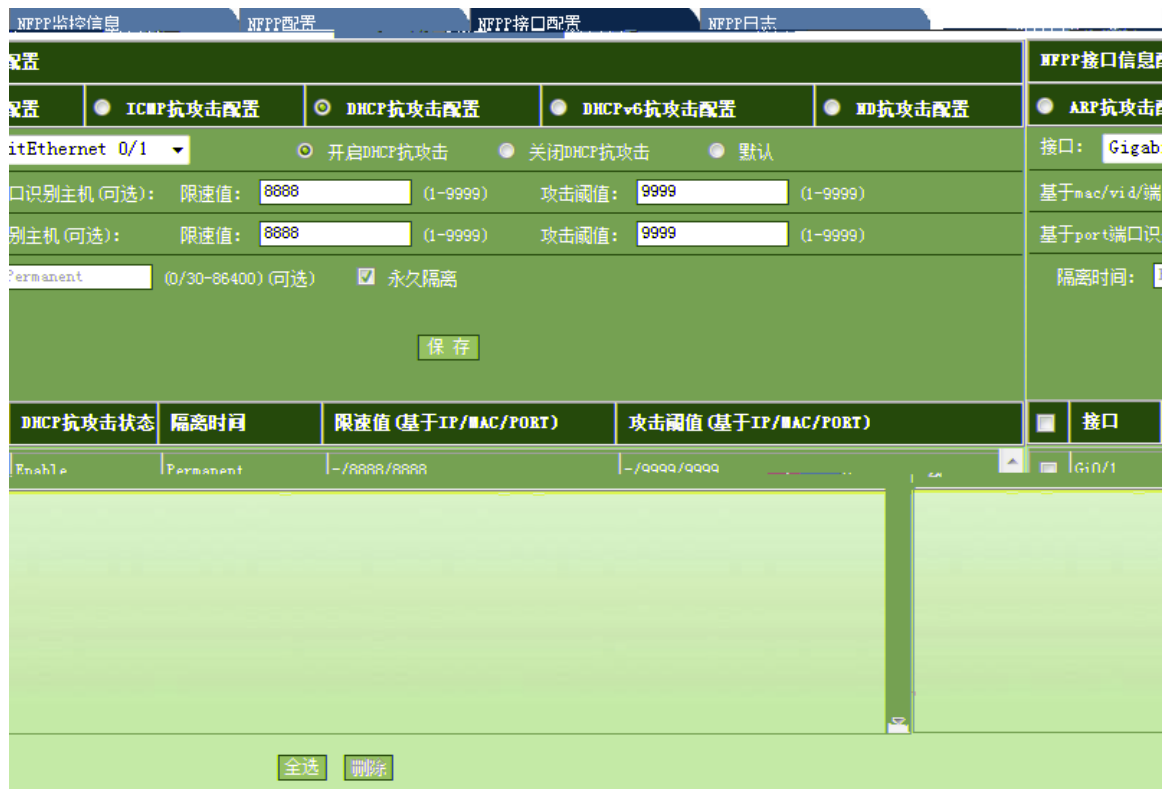 NFPP监控信息 NFPP配置 NFPP接口配置 NFPP日志
配置 NFPP接口信息配
配置 ICMP抗攻击配置 DHCP抗攻击配置 DHCPv6抗攻击配置 ND抗攻击配置 ARP抗攻击配
itEthernet 0/1 开启DHCP抗攻击 关闭DHCP抗攻击 默认 接口： Gigab
口识别主机(可选)： 限速值： 8888 (1-9999) 攻击阈值： 9999 (1-9999) 基于mac/vid/端
别主机(可选)： 限速值： 8888 (1-9999) 攻击阈值： 9999 (1-9999) 基于port端口识
Permanent (0/30-86400)(可选) 永久隔离 隔离时间：
保 存
DHCP抗攻击状态 隔离时间 限速值(基于IP/MAC/PORT) 攻击阈值(基于IP/MAC/PORT) 接口
Enable Permanent -/8888/8888 -/9999/9999 Gi0/1
全选 删除